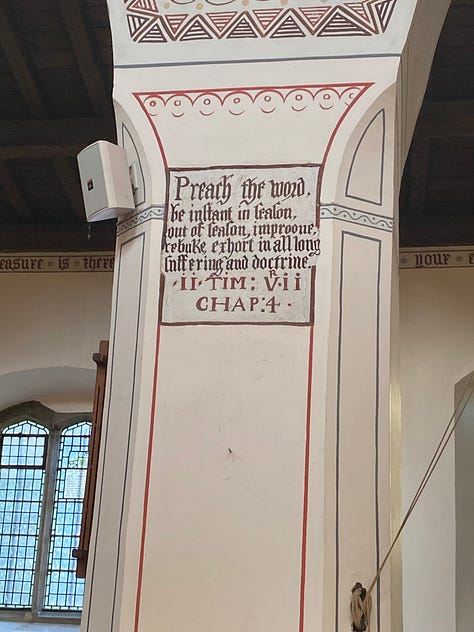 easure · is there
your
Preach the word,
be inſtant in ſeaſon,
out of ſeaſon, improove,
rebuke exhort in all long
ſuffering and doctrine.
·II· TIM: VR·ii
CHAP:4·